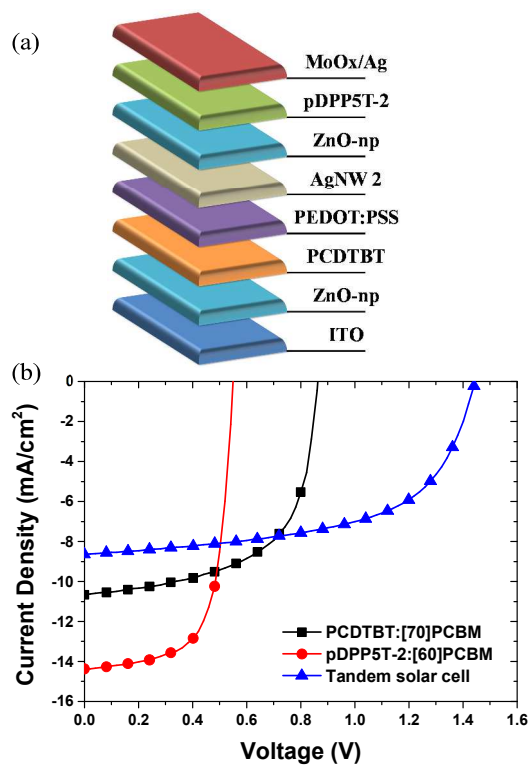 (a)
MoOx/Ag
pDPP5T-2
ZnO-np
AgNW 2
PEDOT:PSS
PCDTBT
ZnO-np
ITO
(b)
0
-2
-4
-6
-8
-10
-12
-14
-16
Current Density (mA/cm²)
PCDTBT:[70]PCBM
pDPP5T-2:[60]PCBM
Tandem solar cell
0.0 0.2 0.4 0.6 0.8 1.0 1.2 1.4 1.6
Voltage (V)